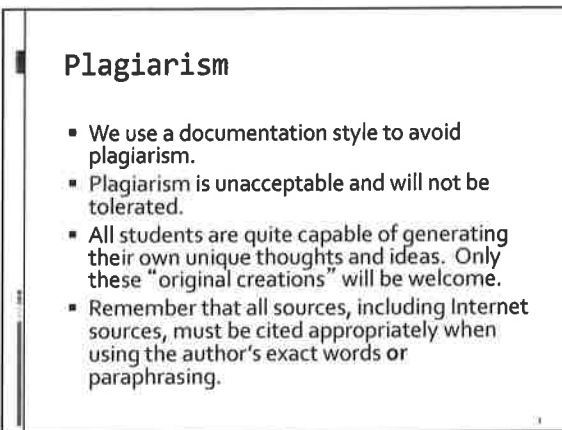 Plagiarism
▪ We use a documentation style to avoid
plagiarism.
▪ Plagiarism is unacceptable and will not be
tolerated.
▪ All students are quite capable of generating
their own unique thoughts and ideas.  Only
these “original creations” will be welcome.
▪ Remember that all sources, including Internet
sources, must be cited appropriately when
using the author’s exact words or
paraphrasing.